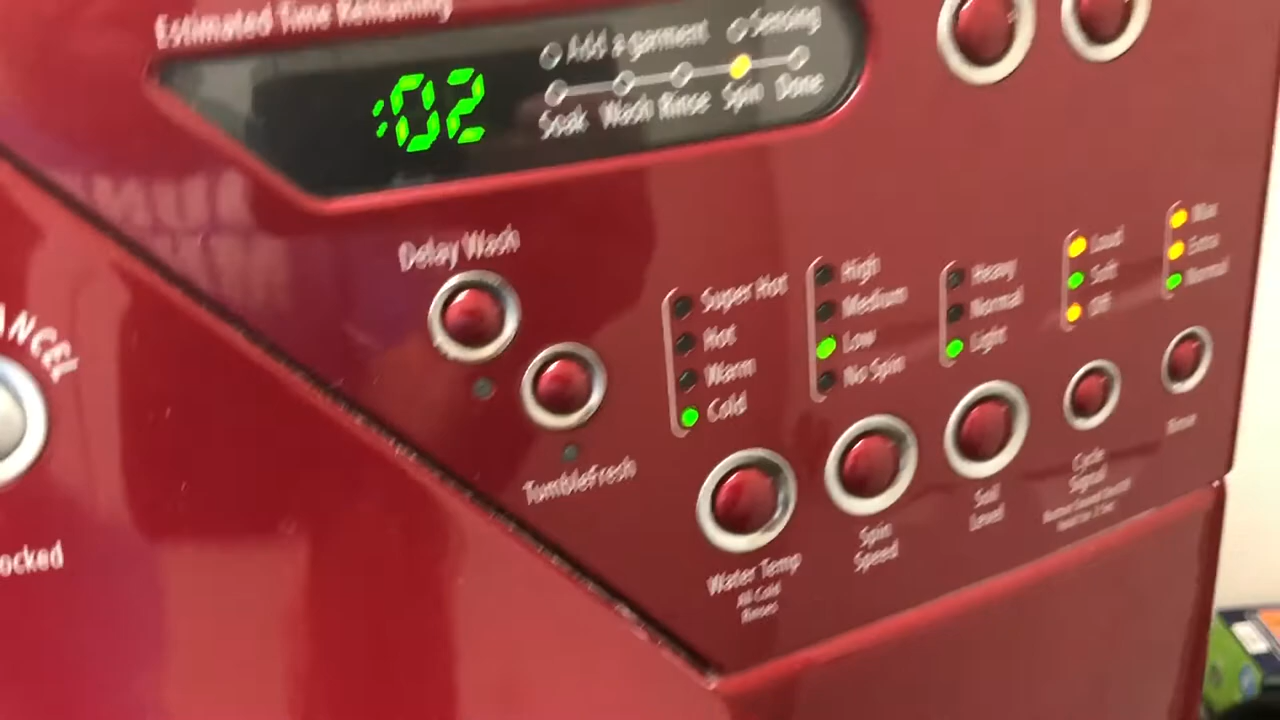 Estimated Time Remaining
:02
Add a garment
Sensing
Soak Wash Rinse Spin Done
Delay Wash
TumbleFresh
ANCEL
ocked
Super Hot
Hot
Warm
Cold
Water Temp
All Cold
Rinses
High
Medium
Low
No Spin
Spin
Speed
Heavy
Normal
Light
Soil
Level
Loud
Soft
Off
Cycle
Signal
Max
Extra
Normal
Rinse